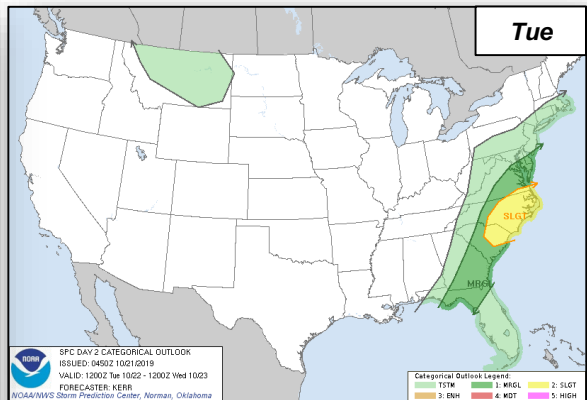 Tue
SLGT
MRGL
NOAA
SPC DAY 2 CATEGORICAL OUTLOOK
ISSUED: 0450Z 10/21/2019
VALID: 1200Z Tue 10/22 - 1200Z Wed 10/23
FORECASTER: KERR
NOAA/NWS Storm Prediction Center, Norman, Oklahoma
Categorical Outlook Legend:
TSTM 1: MRGL 2: SLGT
3: ENH 4: MDT 5: HIGH